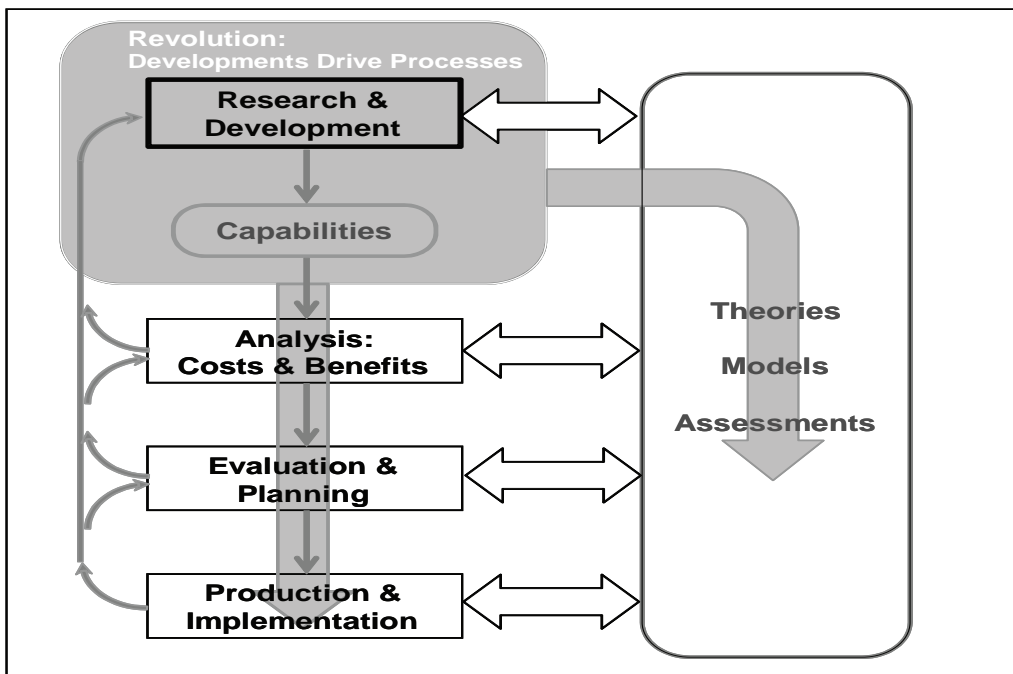 Revolution:
Developments Drive Processes
Research &
Development
Capabilities
Analysis:
Costs & Benefits
Evaluation &
Planning
Production &
Implementation
Theories
Models
Assessments